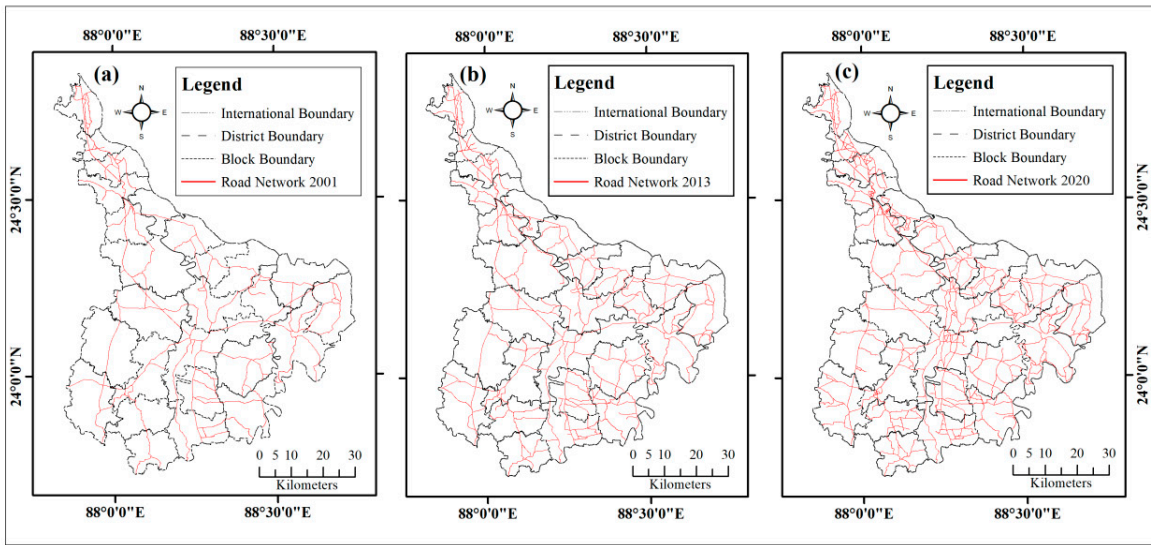 88°0'0"E 88°30'0"E
(a)
N
W E
S
Legend
International Boundary
District Boundary
Block Boundary
Road Network 2001
24°30'0"N
24°0'0"N
0 5 10 20 30
Kilometers
88°0'0"E 88°30'0"E
88°0'0"E 88°30'0"E
(b)
N
W E
S
Legend
International Boundary
District Boundary
Block Boundary
Road Network 2013
0 5 10 20 30
Kilometers
88°0'0"E 88°30'0"E
88°0'0"E 88°30'0"E
(c)
N
W E
S
Legend
International Boundary
District Boundary
Block Boundary
Road Network 2020
24°30'0"N
24°0'0"N
0 5 10 20 30
Kilometers
88°0'0"E 88°30'0"E